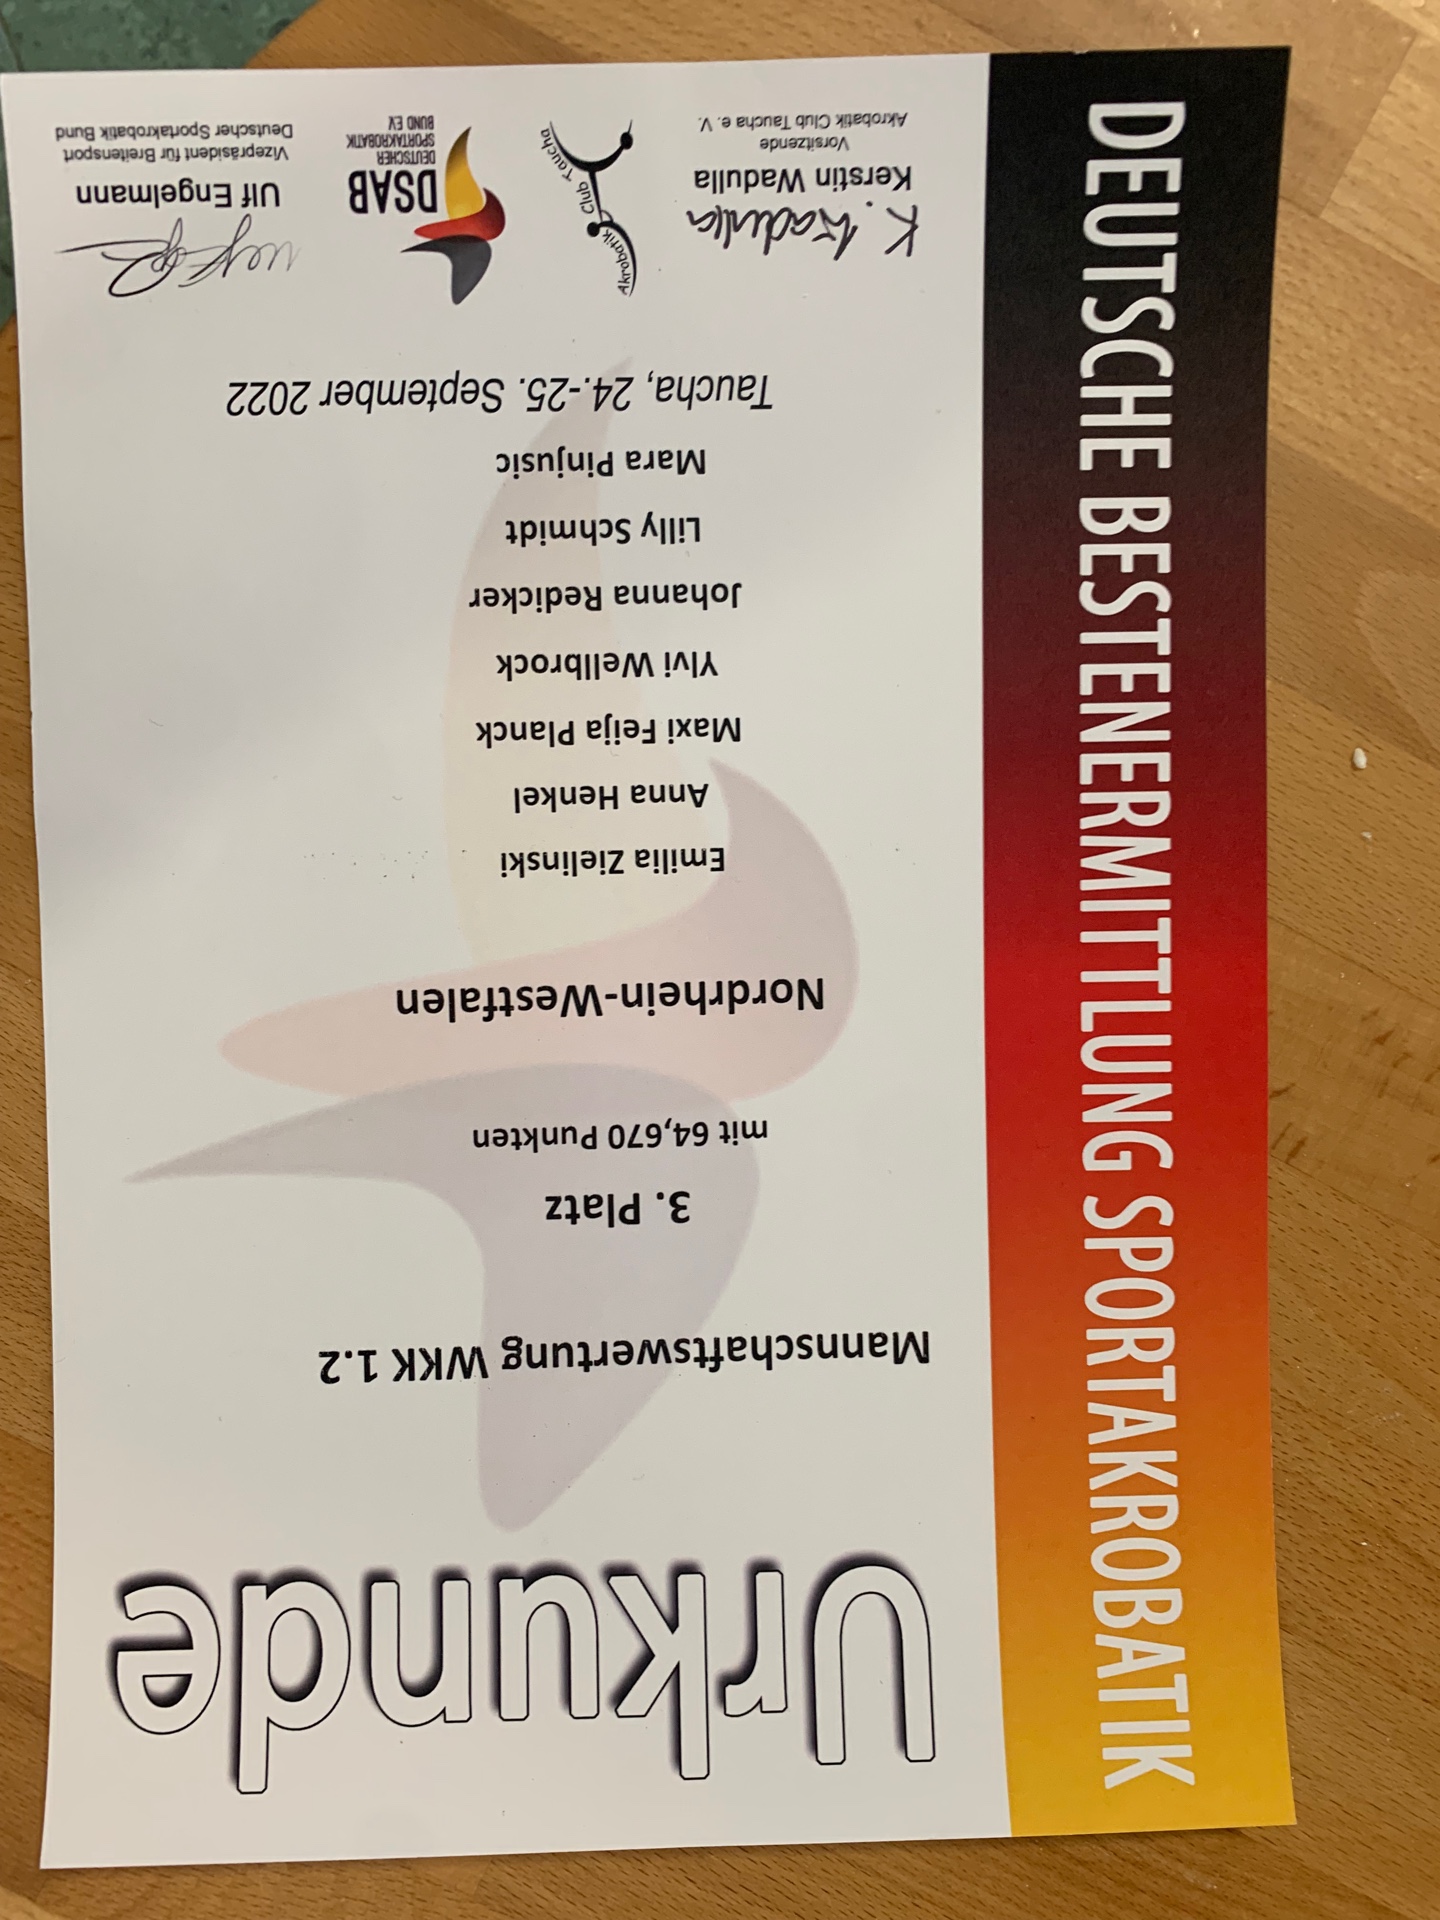 DEUTSCHE BESTENERMITTLUNG SPORTAKROBATIK
Urkunde
Mannschaftswertung WKK 1.2
3. Platz
mit 64,670 Punkten
Nordrhein-Westfalen
Emilia Zielinski
Anna Henkel
Maxi Feija Planck
Ylvi Wellbrock
Johanna Redicker
Lilly Schmidt
Mara Pinjusic
Taucha, 24.-25. September 2022
K. Wadulla
Kerstin Wadulla
Vorsitzende
Akrobatik Club Taucha e. V.
Akrobatik Club Taucha
DSAB
DEUTSCHER
SPORTAKROBATIK
BUND EV
Ulf Engelmann
Vizepräsident für Breitensport
Deutscher Sportakrobatik Bund